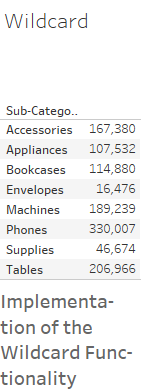 Wildcard
Sub-Catego..
Accessories 167,380
Appliances 107,532
Bookcases 114,880
Envelopes 16,476
Machines 189,239
Phones 330,007
Supplies 46,674
Tables 206,966
Implementa-
tion of the
Wildcard Func-
tionality